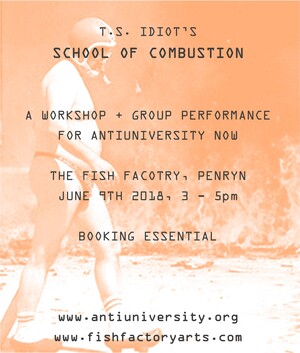 T.S. IDIOT'S
SCHOOL OF COMBUSTION
A WORKSHOP + GROUP PERFORMANCE
FOR ANTIUNIVERSITY NOW
THE FISH FACOTRY, PENRYN
JUNE 9TH 2018, 3 - 5pm
BOOKING ESSENTIAL
www.antiuniversity.org
www.fishfactoryarts.com